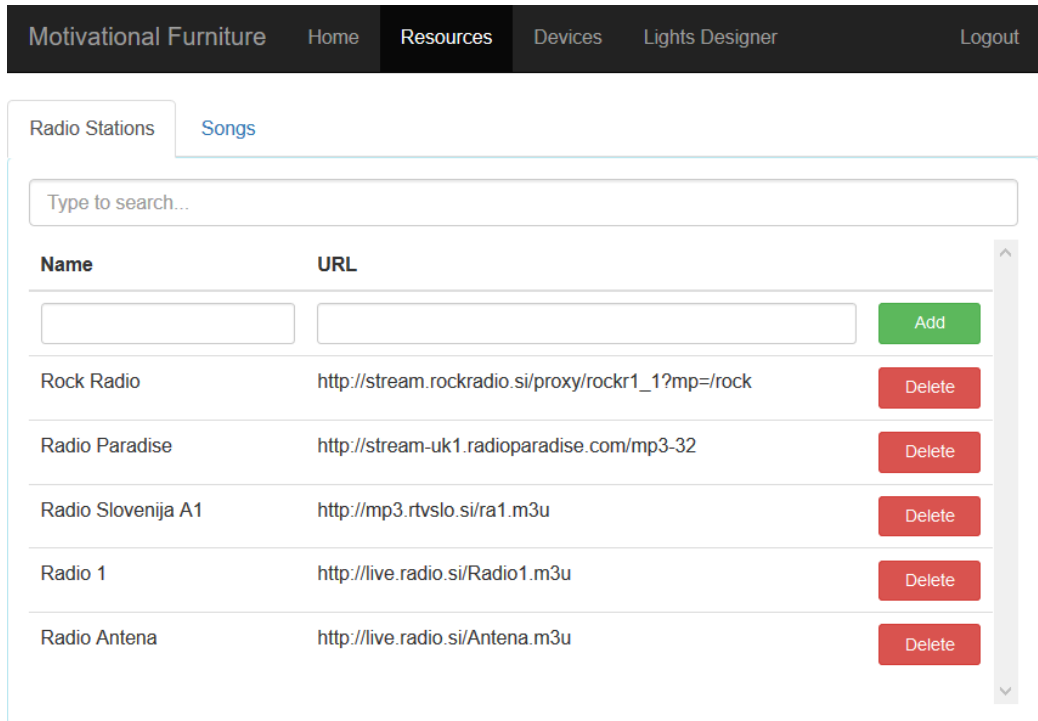 Motivational Furniture Home Resources Devices Lights Designer Logout
Radio Stations Songs
Type to search...
Name URL
Add
Rock Radio http://stream.rockradio.si/proxy/rockr1_1?mp=/rock Delete
Radio Paradise http://stream-uk1.radioparadise.com/mp3-32 Delete
Radio Slovenija A1 http://mp3.rtvslo.si/ra1.m3u Delete
Radio 1 http://live.radio.si/Radio1.m3u Delete
Radio Antena http://live.radio.si/Antena.m3u Delete